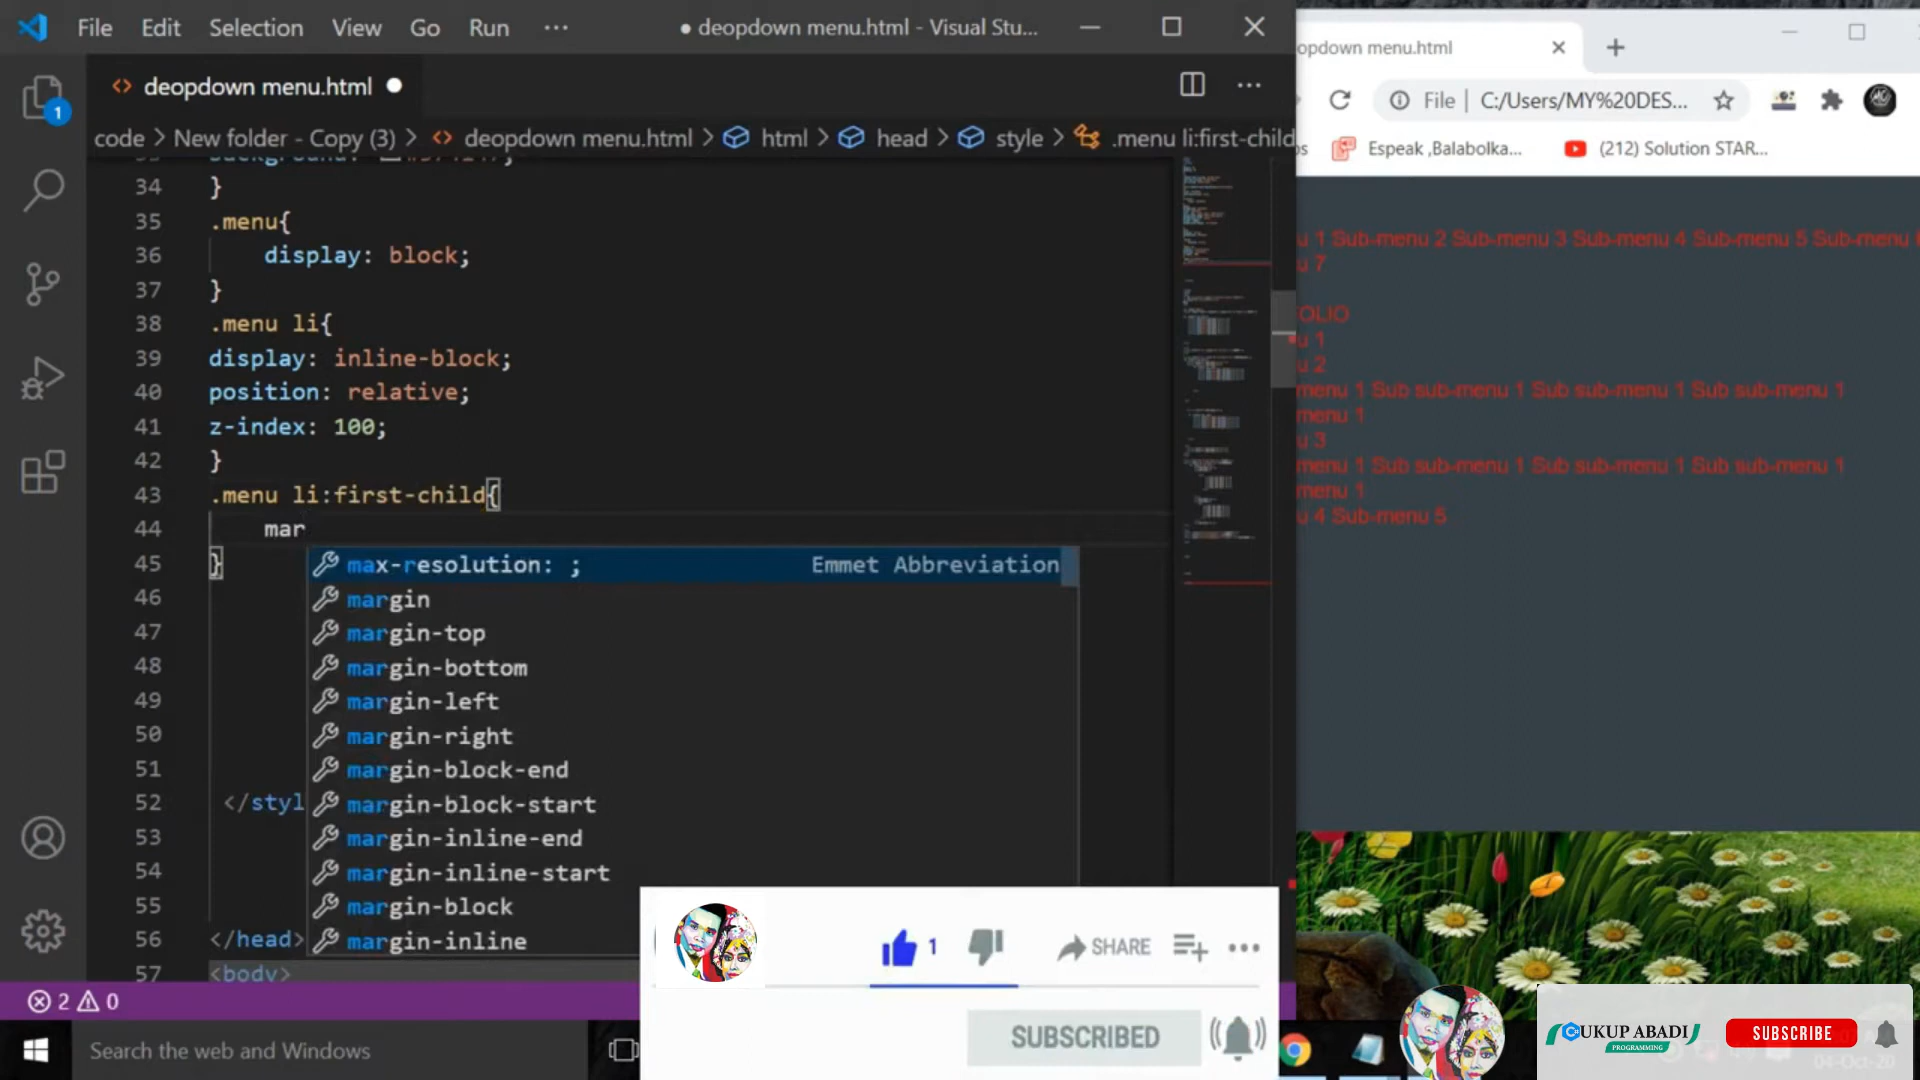 File Edit Selection View Go Run ··· ● deopdown menu.html - Visual Stu...
deopdown menu.html
code > New folder - Copy (3) > deopdown menu.html > html > head > style > .menu li:first-child
34 }
35 .menu{
36 display: block;
37 }
38 .menu li{
39 display: inline-block;
40 position: relative;
41 z-index: 100;
42 }
43 .menu li:first-child{
44 mar
45 }
max-resolution: ; Emmet Abbreviation
46 margin
47 margin-top
48 margin-bottom
49 margin-left
50 margin-right
51 margin-block-end
52 </styl margin-block-start
53 margin-inline-end
54 margin-inline-start
55 margin-block
56 </head> margin-inline
57 <body>
1
2 0
Search the web and Windows
opdown menu.html
File | C:/Users/MY%20DES...
Espeak ,Balabolka...
(212) Solution STAR...
u 1 Sub-menu 2 Sub-menu 3 Sub-menu 4 Sub-menu 5 Sub-menu
u 7
OLIO
u 1
u 2
menu 1 Sub sub-menu 1 Sub sub-menu 1 Sub sub-menu 1
menu 1
u 3
menu 1 Sub sub-menu 1 Sub sub-menu 1 Sub sub-menu 1
menu 1
u 4 Sub-menu 5
1 SHARE
SUBSCRIBED
CUKUP ABADI
PROGRAMMING
SUBSCRIBE
04-Oct-20